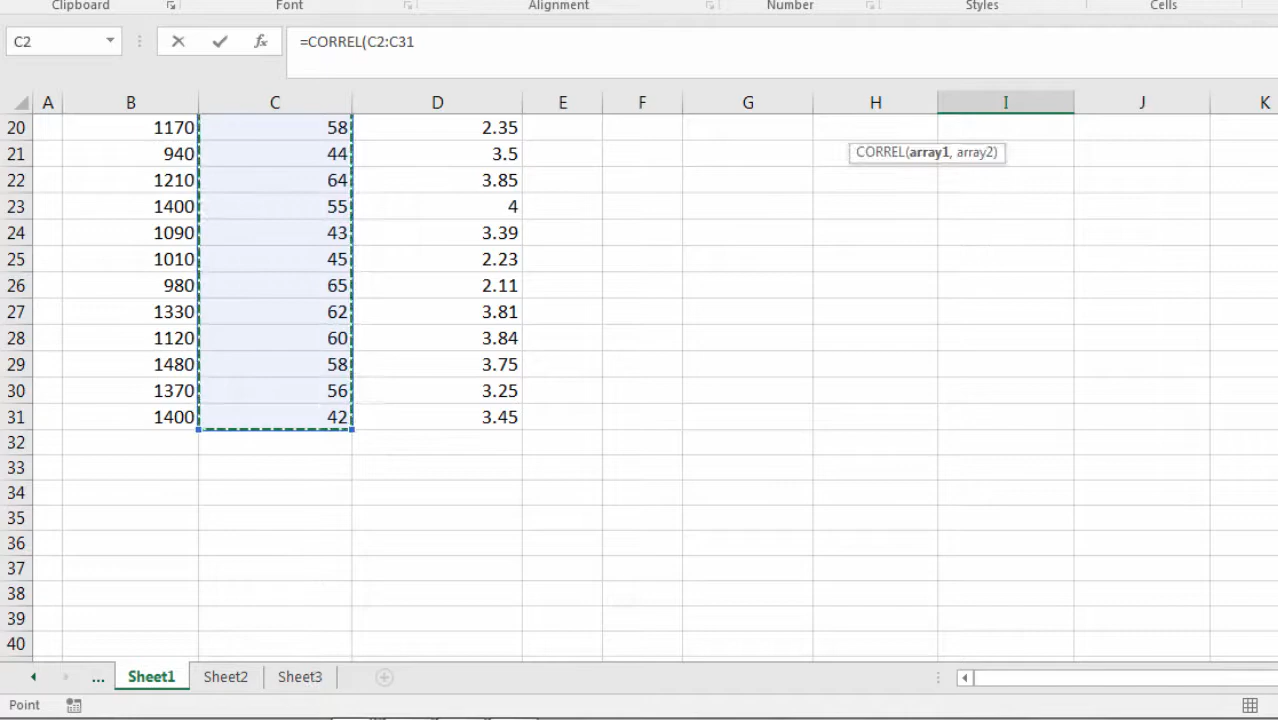 Clipboard Font Alignment Number Styles Cells
C2 fx =CORREL(C2:C31
A B C D E F G H I J K
20 1170 58 2.35
21 940 44 3.5 CORREL(array1, array2)
22 1210 64 3.85
23 1400 55 4
24 1090 43 3.39
25 1010 45 2.23
26 980 65 2.11
27 1330 62 3.81
28 1120 60 3.84
29 1480 58 3.75
30 1370 56 3.25
31 1400 42 3.45
32
33
34
35
36
37
38
39
40
... Sheet1 Sheet2 Sheet3
Point